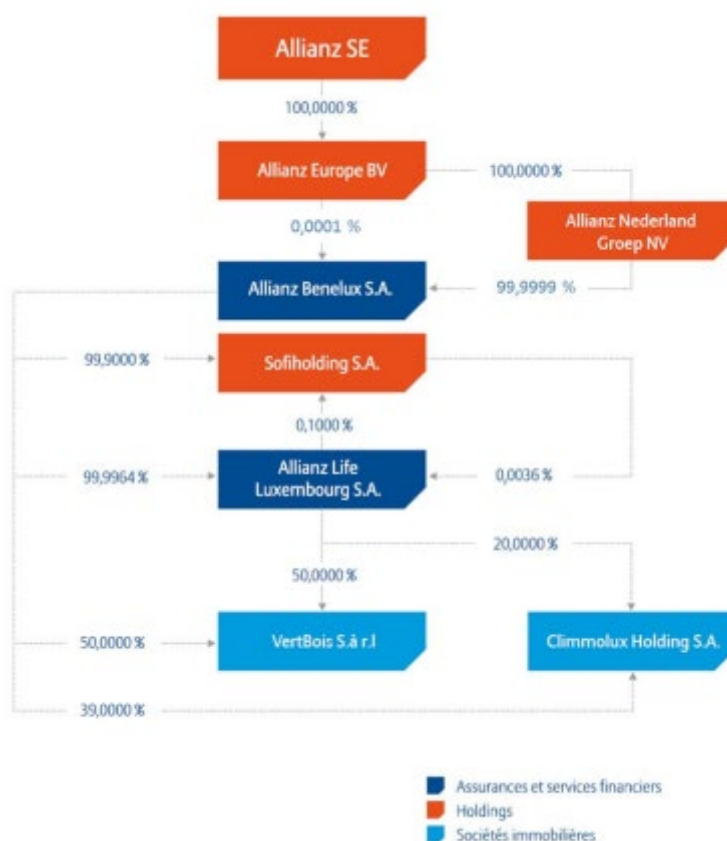 Allianz SE
100,0000 %
Allianz Europe BV
100,0000 %
0,0001 %
Allianz Nederland
Groep NV
Allianz Benelux S.A.
99,9999 %
99,9000 %
Sofiholding S.A.
0,1000 %
99,9964 %
Allianz Life
Luxembourg S.A.
0,0036 %
20,0000 %
50,0000 %
50,0000 %
VertBois S.à r.l
Climmolux Holding S.A.
39,0000 %
Assurances et services financiers
Holdings
Sociétés immobilières